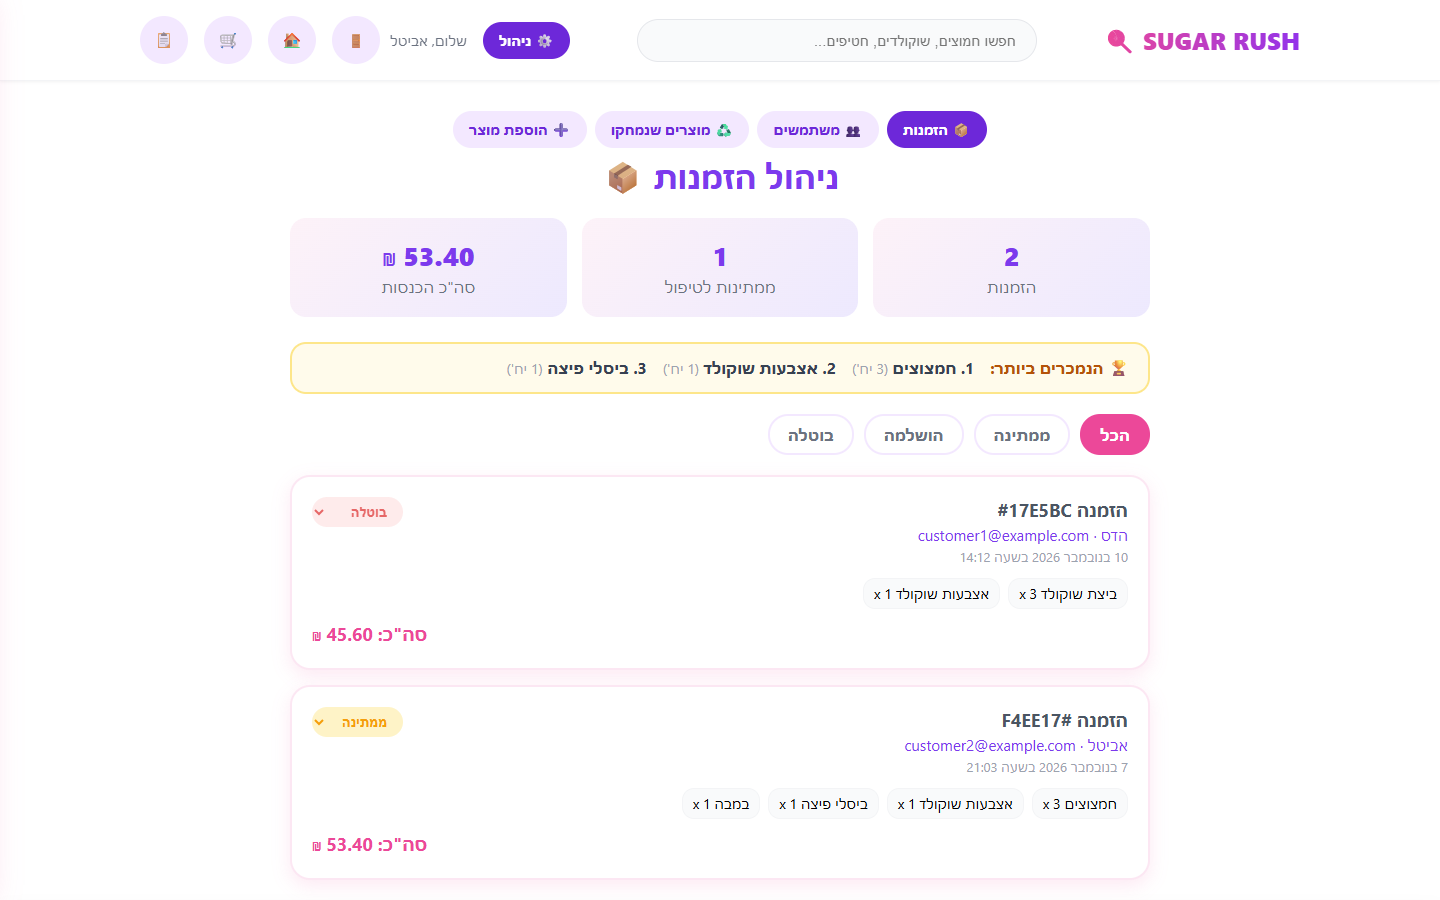 SUGAR RUSH
חפשו חמוצים, שוקולדים, חטיפים...
ניהול
שלום, אביטל
הזמנות
משתמשים
מוצרים שנמחקו
הוספת מוצר
ניהול הזמנות
2
הזמנות
1
ממתינות לטיפול
53.40 ₪
סה"כ הכנסות
הנמכרים ביותר: 1. חמצוצים (3 יח') 2. אצבעות שוקולד (1 יח') 3. ביסלי פיצה (1 יח')
הכל
ממתינה
הושלמה
בוטלה
הזמנה #17E5BC
בוטלה
הדס · customer1@example.com
10 בנובמבר 2026 בשעה 14:12
ביצת שוקולד x 3
אצבעות שוקולד x 1
סה"כ: 45.60 ₪
הזמנה #F4EE17
ממתינה
אביטל · customer2@example.com
7 בנובמבר 2026 בשעה 21:03
חמצוצים x 3
אצבעות שוקולד x 1
ביסלי פיצה x 1
במבה x 1
סה"כ: 53.40 ₪